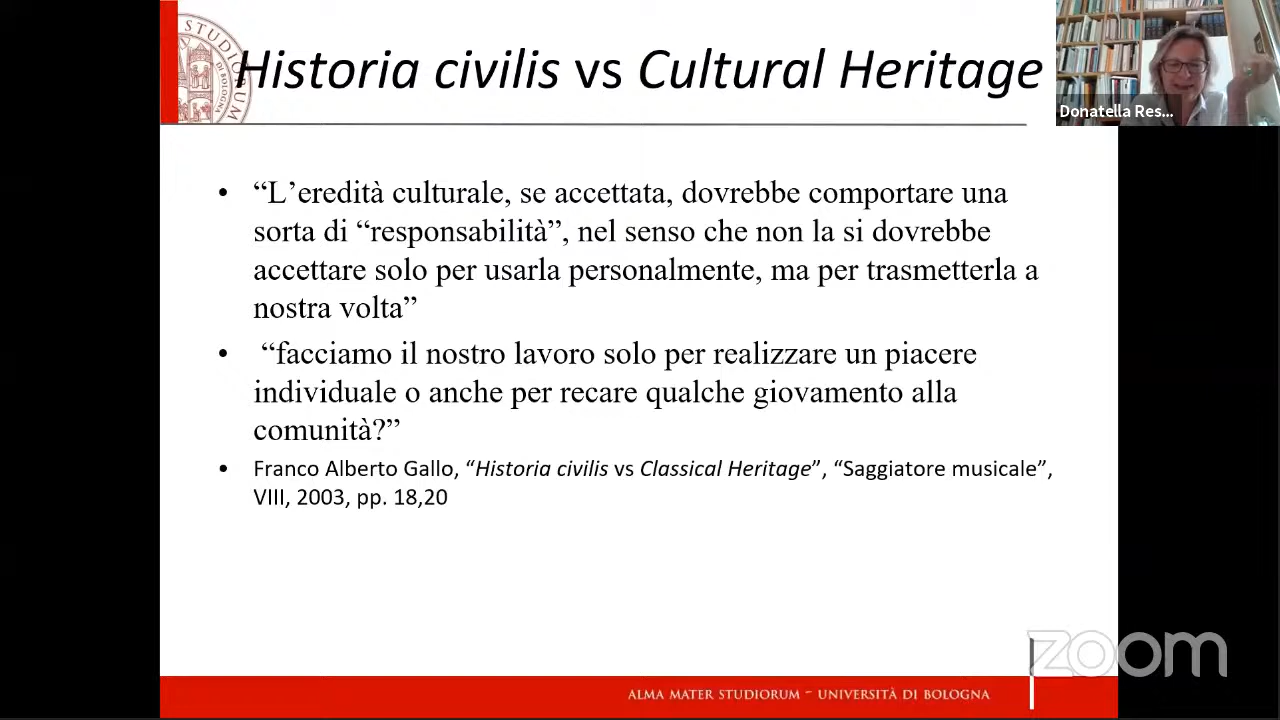 Historia civilis vs Cultural Heritage
Donatella Res...
• “L’eredità culturale, se accettata, dovrebbe comportare una
sorta di “responsabilità”, nel senso che non la si dovrebbe
accettare solo per usarla personalmente, ma per trasmetterla a
nostra volta”
• “facciamo il nostro lavoro solo per realizzare un piacere
individuale o anche per recare qualche giovamento alla
comunità?”
• Franco Alberto Gallo, “Historia civilis vs Classical Heritage”, “Saggiatore musicale”,
VIII, 2003, pp. 18,20
zoom
ALMA MATER STUDIORUM – UNIVERSITÀ DI BOLOGNA